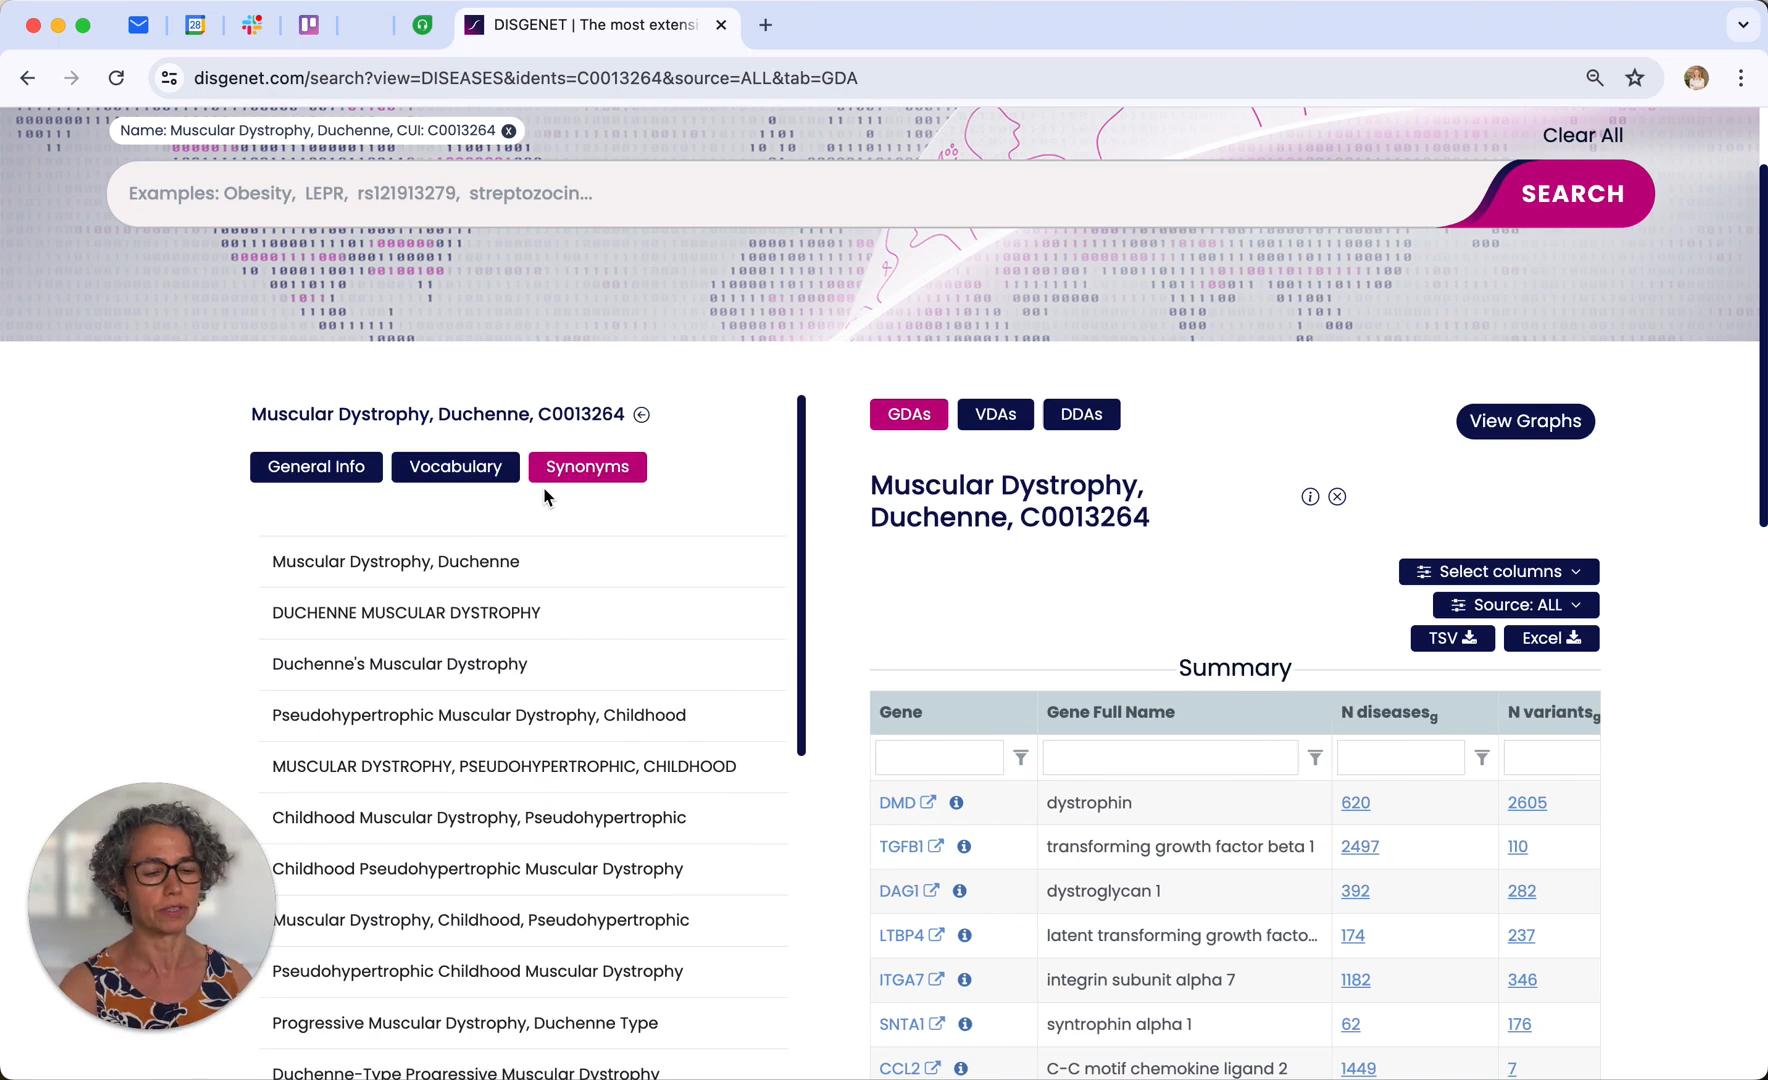 28
DISGENET | The most extensi
disgenet.com/search?view=DISEASES&idents=C0013264&source=ALL&tab=GDA
Name: Muscular Dystrophy, Duchenne, CUI: C0013264
Clear All
Examples: Obesity, LEPR, rs121913279, streptozocin...
SEARCH
Muscular Dystrophy, Duchenne, C0013264
General Info
Vocabulary
Synonyms
Muscular Dystrophy, Duchenne
DUCHENNE MUSCULAR DYSTROPHY
Duchenne's Muscular Dystrophy
Pseudohypertrophic Muscular Dystrophy, Childhood
MUSCULAR DYSTROPHY, PSEUDOHYPERTROPHIC, CHILDHOOD
Childhood Muscular Dystrophy, Pseudohypertrophic
Childhood Pseudohypertrophic Muscular Dystrophy
Muscular Dystrophy, Childhood, Pseudohypertrophic
Pseudohypertrophic Childhood Muscular Dystrophy
Progressive Muscular Dystrophy, Duchenne Type
Duchenne-Type Progressive Muscular Dystrophy
GDAs
VDAs
DDAs
View Graphs
Muscular Dystrophy,
Duchenne, C0013264
Select columns
Source: ALL
TSV
Excel
Summary
Gene Gene Full Name N diseasesg N variantsg
DMD dystrophin 620 2605
TGFB1 transforming growth factor beta 1 2497 110
DAG1 dystroglycan 1 392 282
LTBP4 latent transforming growth facto... 174 237
ITGA7 integrin subunit alpha 7 1182 346
SNTA1 syntrophin alpha 1 62 176
CCL2 C-C motif chemokine ligand 2 1449 7